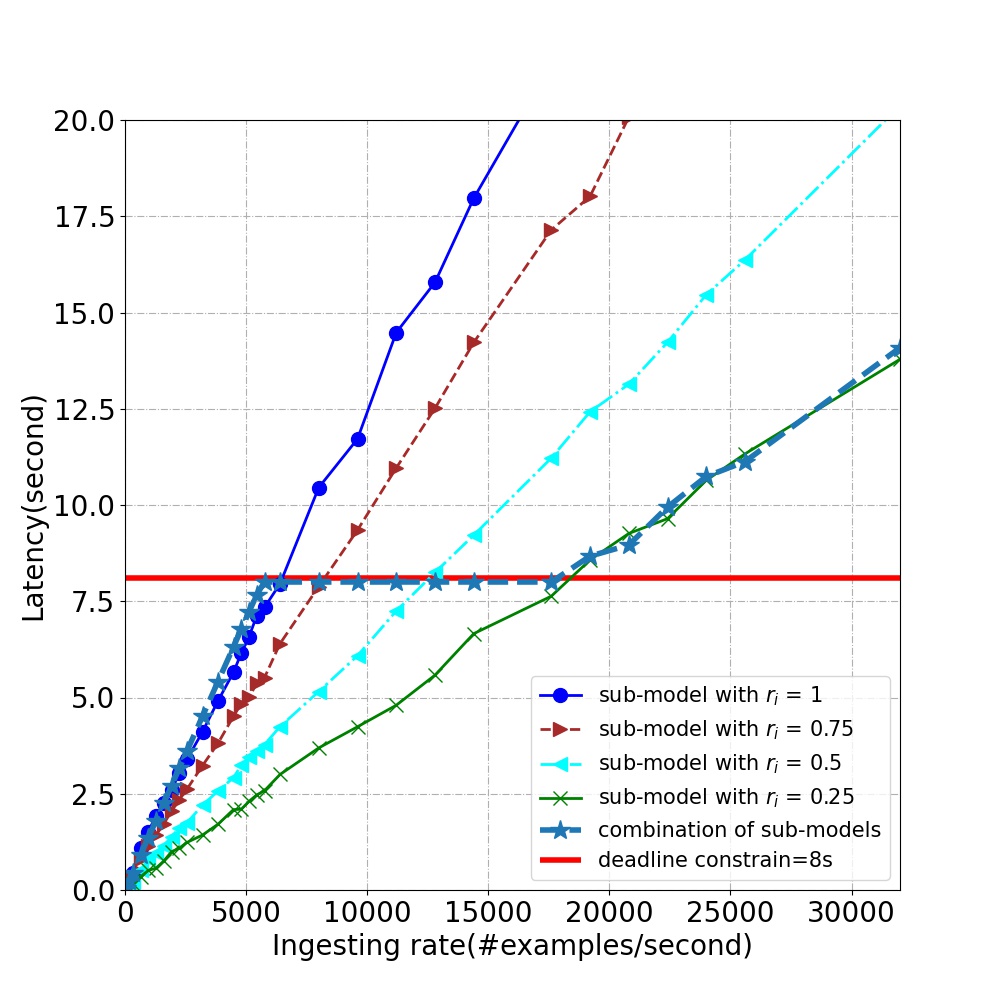 20.0
17.5
15.0
12.5
10.0
7.5
5.0
2.5
0.0
Latency(second)
sub-model with r_i = 1
sub-model with r_i = 0.75
sub-model with r_i = 0.5
sub-model with r_i = 0.25
combination of sub-models
deadline constrain=8s
0 5000 10000 15000 20000 25000 30000
Ingesting rate(#examples/second)